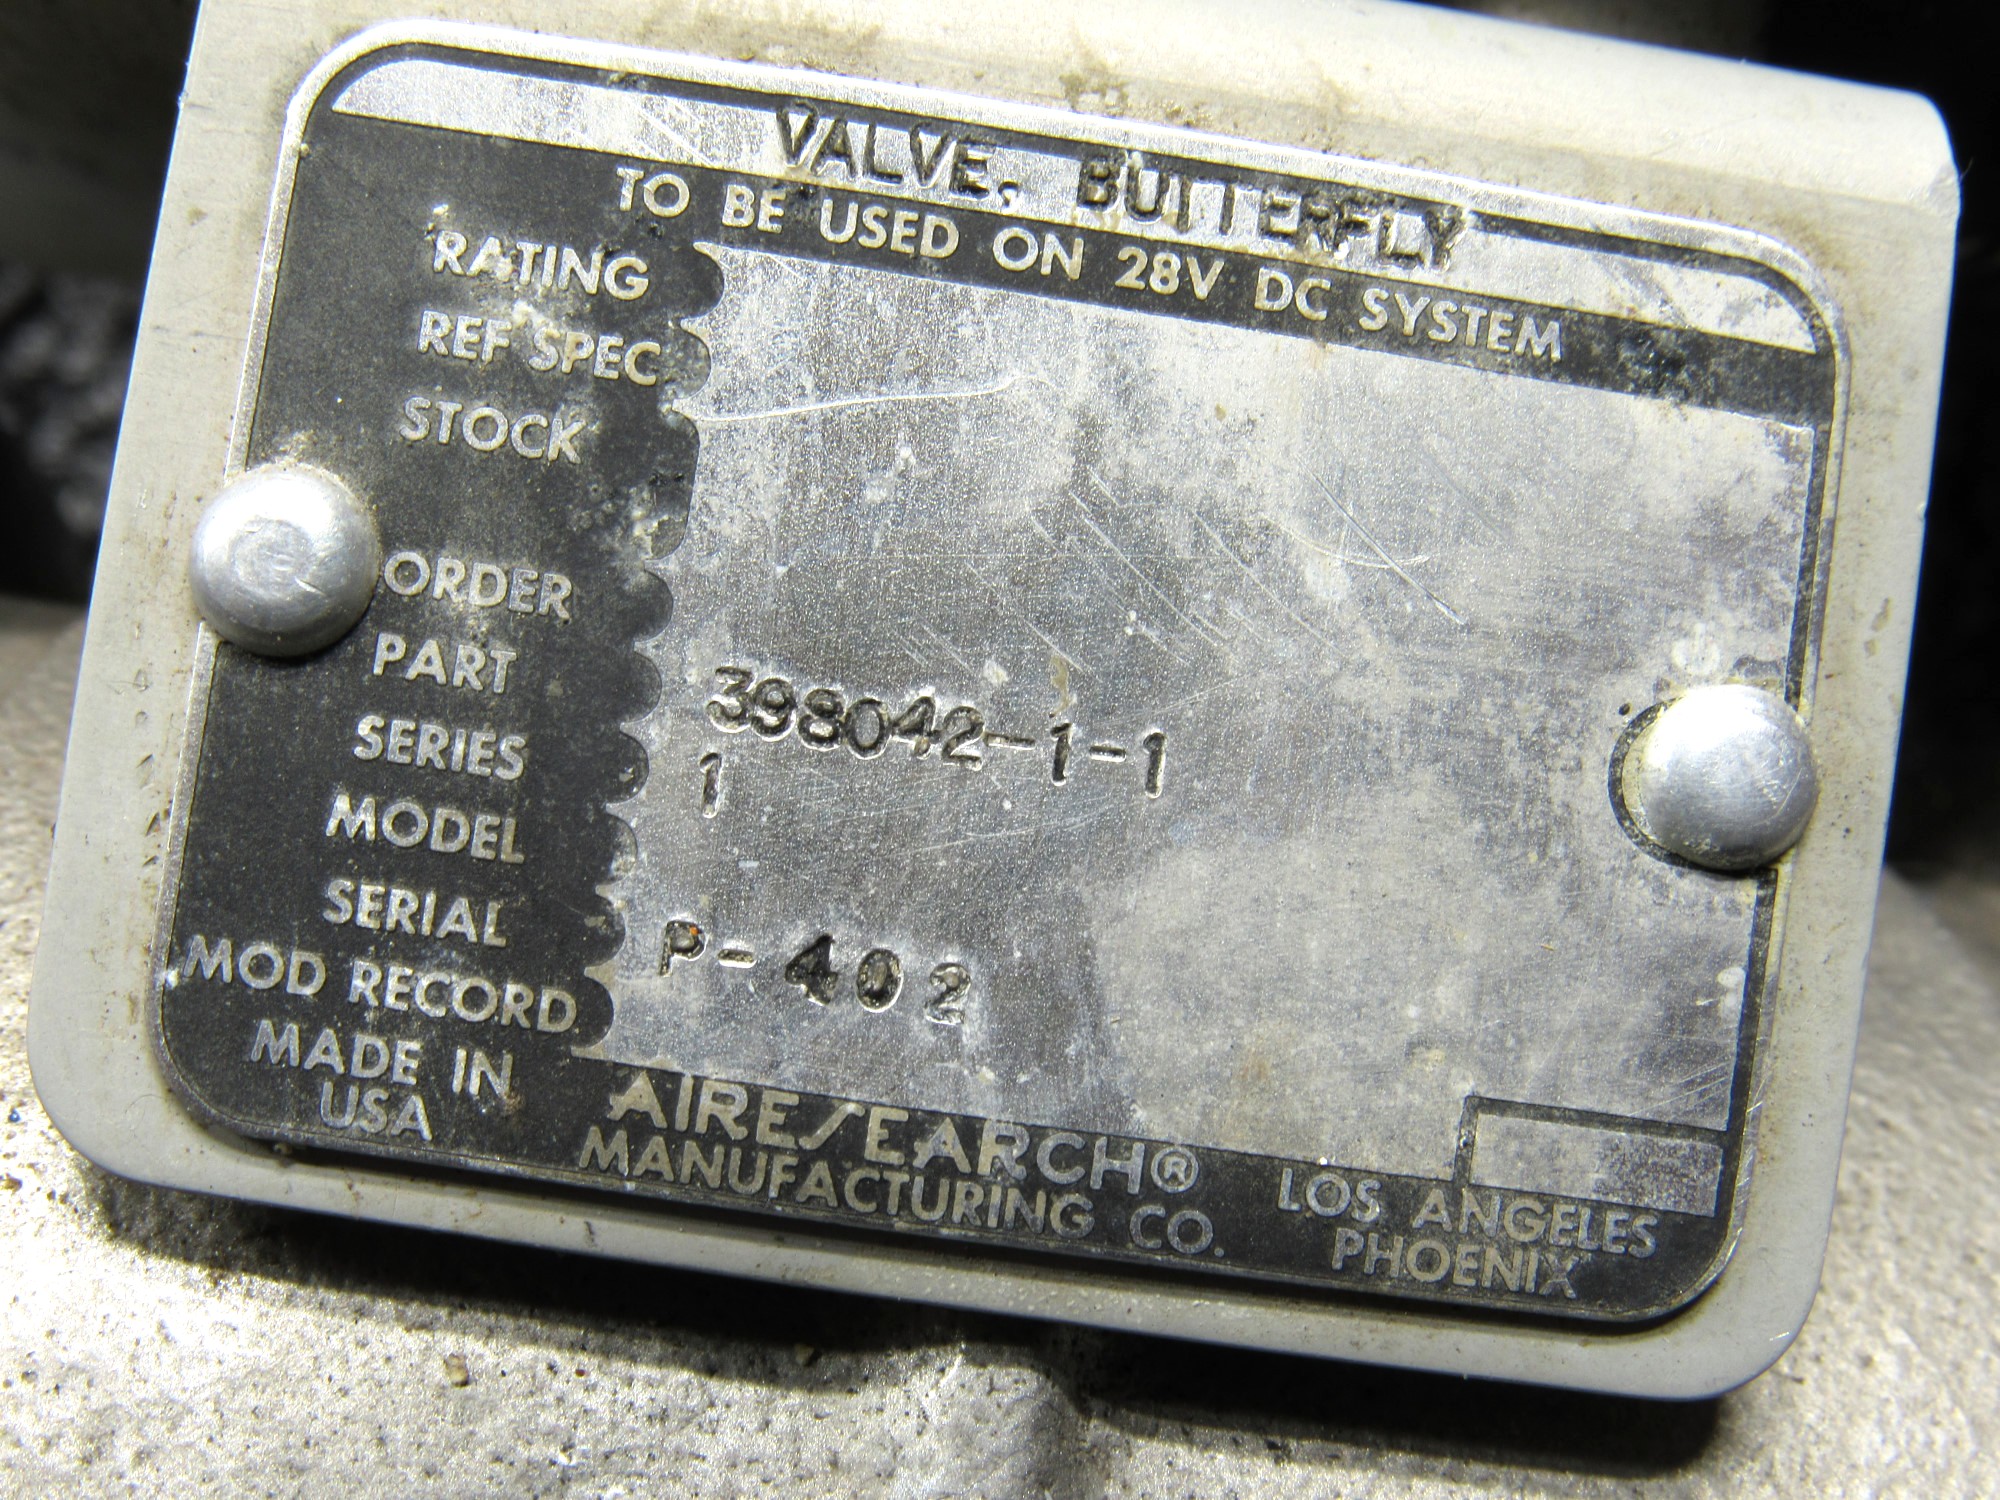 VALVE, BUTTERFLY
TO BE USED ON 28V DC SYSTEM
RATING
REF SPEC
STOCK
ORDER
PART 398042-1-1
SERIES 1
MODEL
SERIAL P-402
MOD RECORD
MADE IN
USA
AIRESEARCH®
MANUFACTURING CO.
LOS ANGELES
PHOENIX